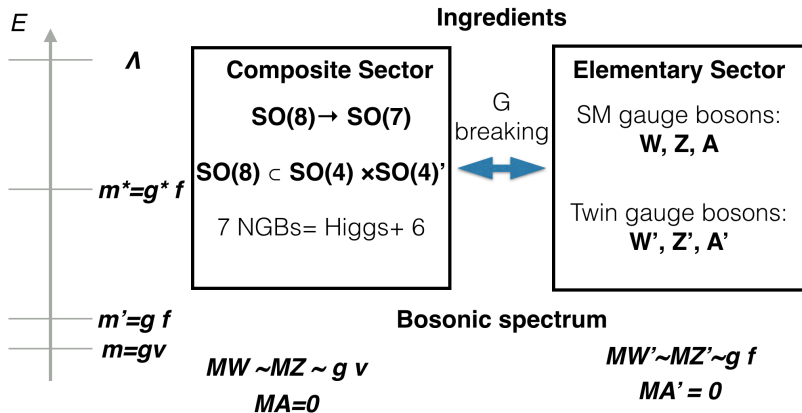 Ingredients
E
Λ
m*=g* f
m'=g f
m=gv
Composite Sector
SO(8)→ SO(7)
SO(8) ⊂ SO(4) ×SO(4)’
7 NGBs= Higgs+ 6
G
breaking
Elementary Sector
SM gauge bosons:
W, Z, A
Twin gauge bosons:
W’, Z’, A’
Bosonic spectrum
MW ~MZ ~ g v
MA=0
MW’~MZ’~g f
MA’ = 0